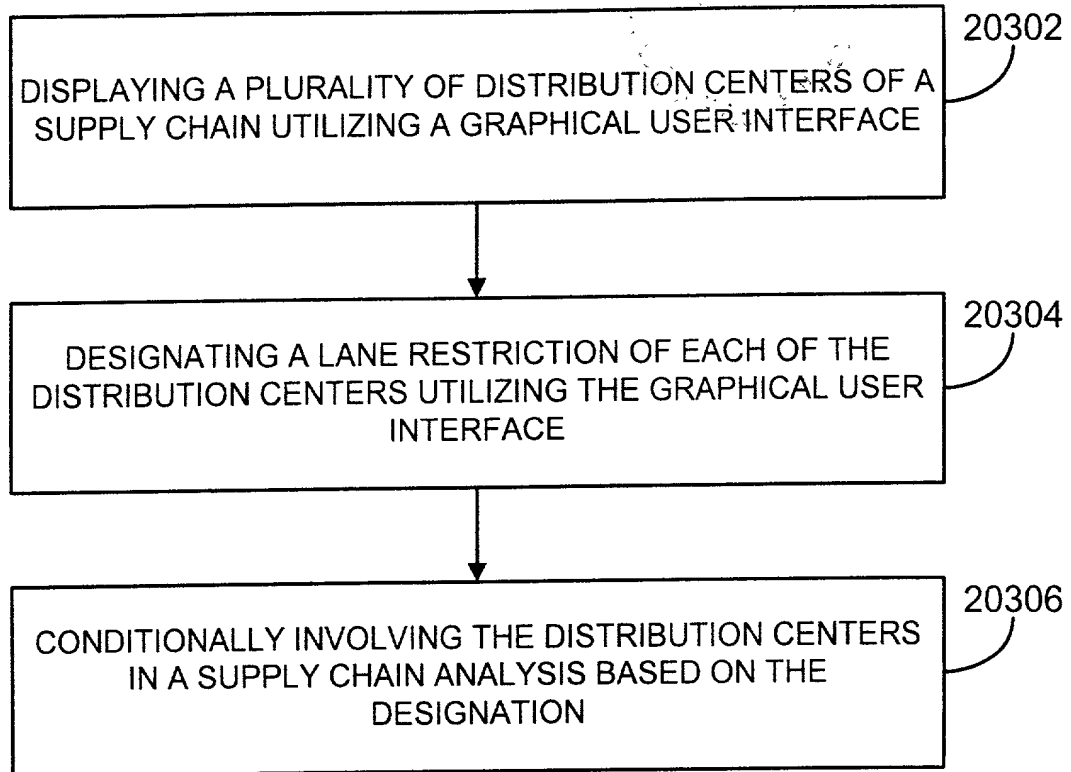 20302
DISPLAYING A PLURALITY OF DISTRIBUTION CENTERS OF A
SUPPLY CHAIN UTILIZING A GRAPHICAL USER INTERFACE
20304
DESIGNATING A LANE RESTRICTION OF EACH OF THE
DISTRIBUTION CENTERS UTILIZING THE GRAPHICAL USER
INTERFACE
20306
CONDITIONALLY INVOLVING THE DISTRIBUTION CENTERS
IN A SUPPLY CHAIN ANALYSIS BASED ON THE
DESIGNATION